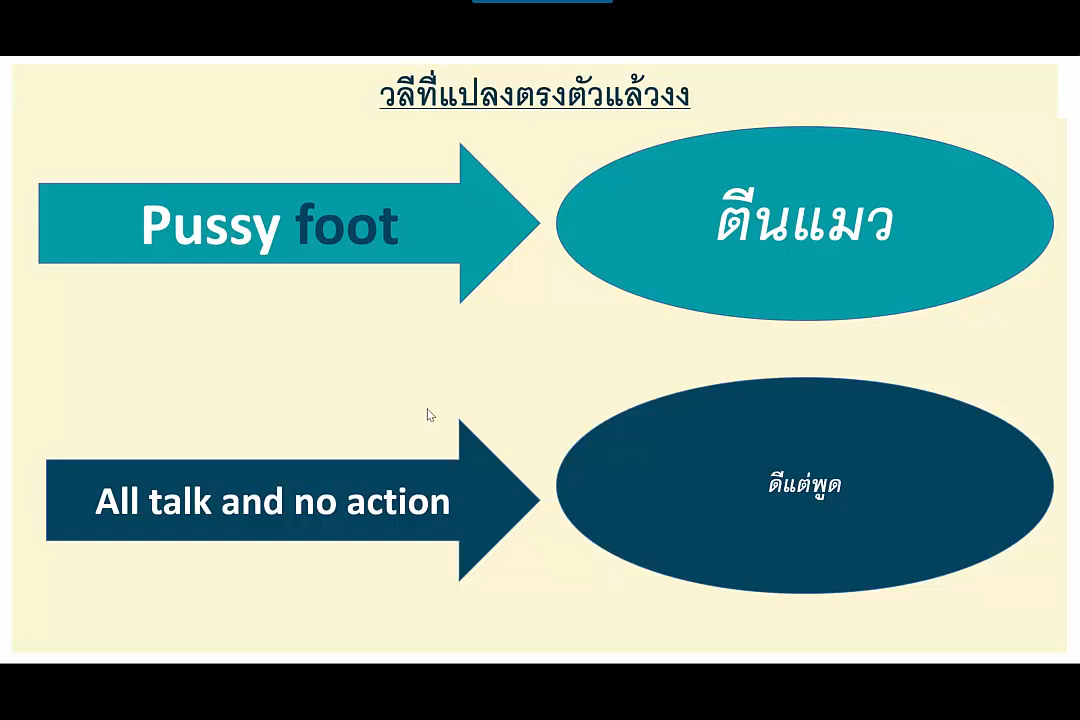 วลีที่แปลงตรงตัวแล้วงง
Pussy foot
ตีนแมว
All talk and no action
ดีแต่พูด